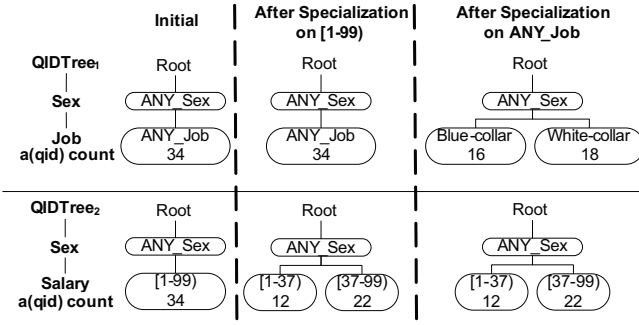 Initial
After Specialization
on [1-99)
After Specialization
on ANY_Job
QIDTree₁
Root
Root
Root
Sex
ANY_Sex
ANY_Sex
ANY_Sex
Job
ANY_Job
ANY_Job
Blue-collar
White-collar
a(qid) count
34
34
16
18
QIDTree₂
Root
Root
Root
Sex
ANY_Sex
ANY_Sex
ANY_Sex
Salary
[1-99)
[1-37)
[37-99)
[1-37)
[37-99)
a(qid) count
34
12
22
12
22